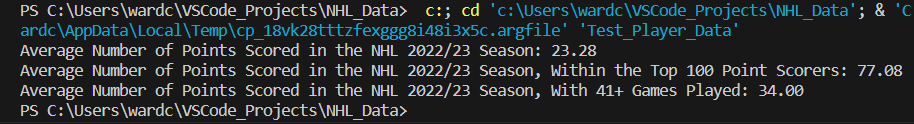 PS C:\Users\wardc\VSCode_Projects\NHL_Data>  c:; cd 'c:\Users\wardc\VSCode_Projects\NHL_Data'; & 'C
ardc\AppData\Local\Temp\cp_18vk28tttzfexggg8i48i3x5c.argfile' 'Test_Player_Data'
Average Number of Points Scored in the NHL 2022/23 Season: 23.28
Average Number of Points Scored in the NHL 2022/23 Season, Within the Top 100 Point Scorers: 77.08
Average Number of Points Scored in the NHL 2022/23 Season, With 41+ Games Played: 34.00
PS C:\Users\wardc\VSCode_Projects\NHL_Data>